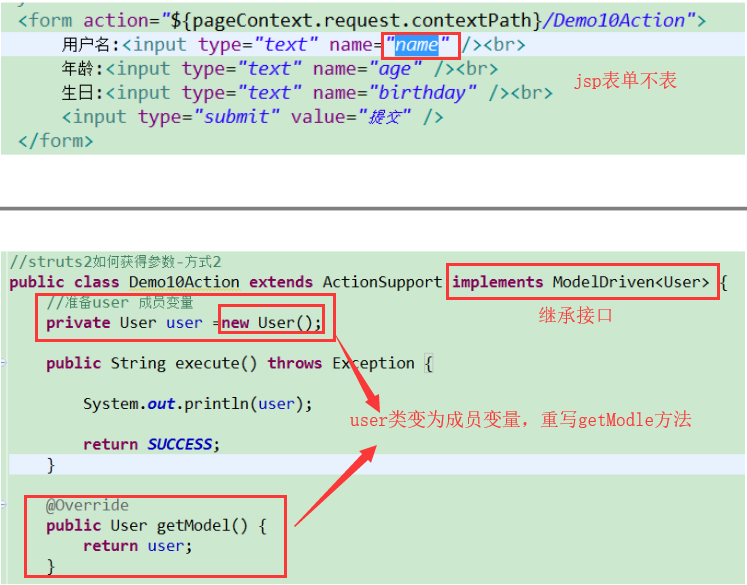 <form action="${pageContext.request.contextPath}/Demo10Action">
用户名:<input type="text" name="name" /><br>
年龄:<input type="text" name="age" /><br>
生日:<input type="text" name="birthday" /><br>
<input type="submit" value="提交" />
</form>
jsp表单不表
//struts2如何获得参数-方式2
public class Demo10Action extends ActionSupport implements ModelDriven<User> {
继承接口
//准备user 成员变量
private User user =new User();
public String execute() throws Exception {
System.out.println(user);
return SUCCESS;
}
user类变为成员变量，重写getModle方法
@Override
public User getModel() {
return user;
}